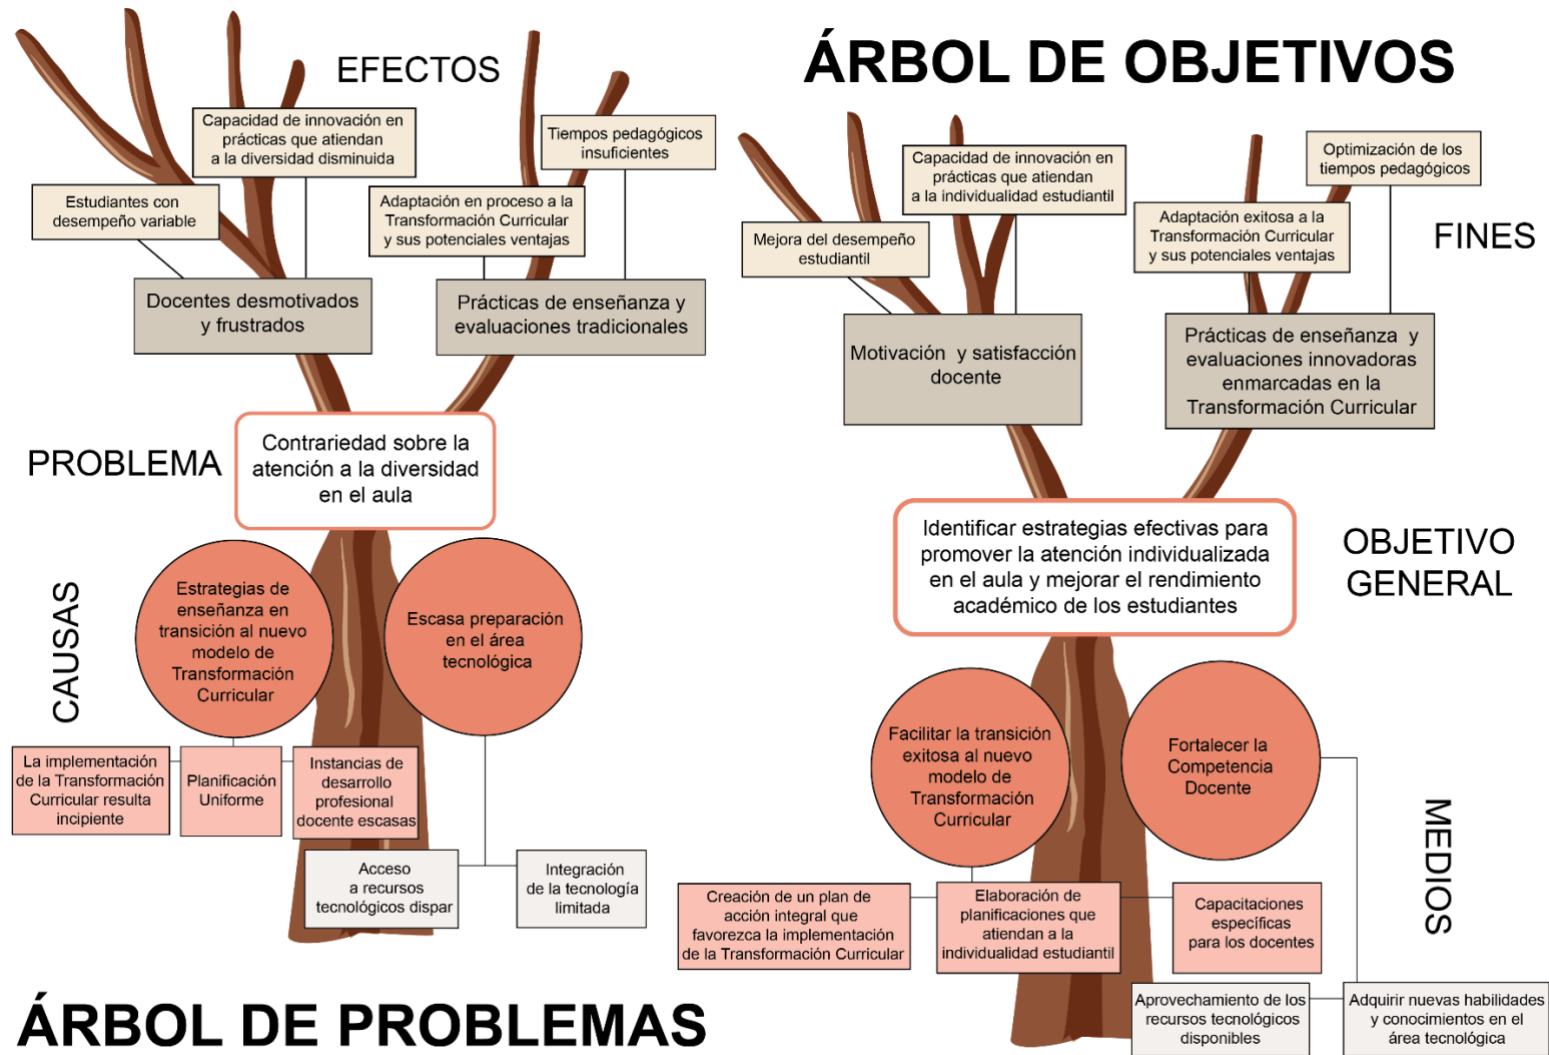 EFECTOS
Capacidad de innovación en
prácticas que atiendan
a la diversidad disminuida
Tiempos pedagógicos
insuficientes
Estudiantes con
desempeño variable
Adaptación en proceso a la
Transformación Curricular
y sus potenciales ventajas
Docentes desmotivados
y frustrados
Prácticas de enseñanza y
evaluaciones tradicionales
PROBLEMA
Contrariedad sobre la
atención a la diversidad
en el aula
CAUSAS
Estrategias de
enseñanza en
transición al nuevo
modelo de
Transformación
Curricular
Escasa preparación
en el área
tecnológica
La implementación
de la Transformación
Curricular resulta
incipiente
Planificación
Uniforme
Instancias de
desarrollo
profesional
docente escasas
Acceso
a recursos
tecnológicos dispar
Integración
de la tecnología
limitada
ÁRBOL DE PROBLEMAS
ÁRBOL DE OBJETIVOS
Capacidad de innovación en
prácticas que atiendan
a la individualidad estudiantil
Optimización de los
tiempos pedagógicos
Mejora del desempeño
estudiantil
Adaptación exitosa a la
Transformación Curricular
y sus potenciales ventajas
FINES
Motivación y satisfacción
docente
Prácticas de enseñanza y
evaluaciones innovadoras
enmarcadas en la
Transformación Curricular
Identificar estrategias efectivas para
promover la atención individualizada
en el aula y mejorar el rendimiento
académico de los estudiantes
OBJETIVO
GENERAL
Facilitar la transición
exitosa al nuevo
modelo de
Transformación
Curricular
Fortalecer la
Competencia
Docente
MEDIOS
Creación de un plan de
acción integral que
favorezca la implementación
de la Transformación Curricular
Elaboración de
planificaciones que
atiendan a la
individualidad estudiantil
Capacitaciones
específicas
para los docentes
Aprovechamiento de los
recursos tecnológicos
disponibles
Adquirir nuevas habilidades
y conocimientos en el
área tecnológica